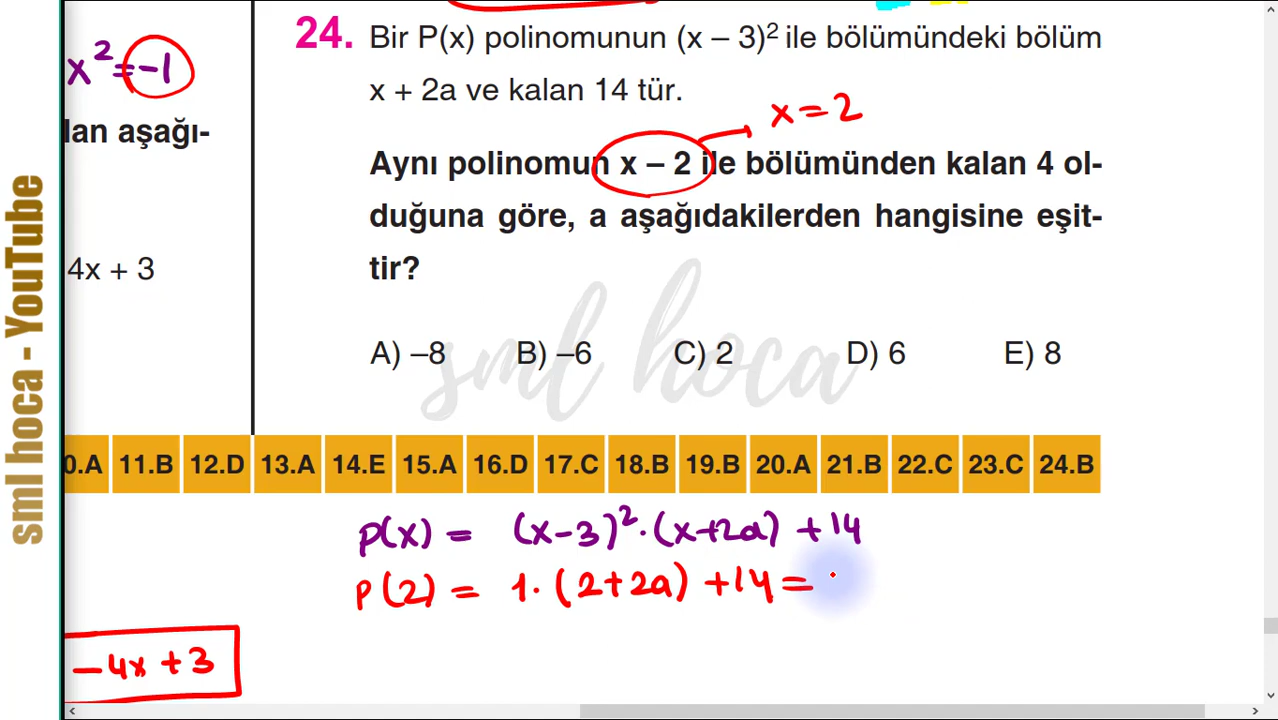 24. Bir P(x) polinomunun (x – 3)² ile bölümündeki bölüm
x + 2a ve kalan 14 tür.
x = 2
Aynı polinomun x – 2 ile bölümünden kalan 4 ol-
duğuna göre, a aşağıdakilerden hangisine eşit-
tir?
A) –8 B) –6 C) 2 D) 6 E) 8
x² = –1
lan aşağı-
4x + 3
sml hoca
sml hoca - YouTube
0.A 11.B 12.D 13.A 14.E 15.A 16.D 17.C 18.B 19.B 20.A 21.B 22.C 23.C 24.B
P(x) = (x-3)² · (x+2a) + 14
P(2) = 1 · (2+2a) + 14 =
–4x + 3